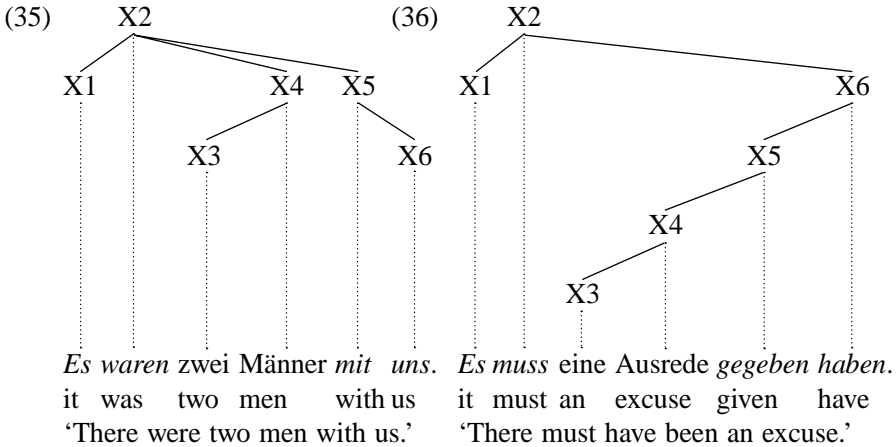 (35) X2 (36) X2
X1 X4 X5 X1 X6
X3 X6 X5
X4
X3
Es waren zwei Männer mit uns. Es muss eine Ausrede gegeben haben.
it was two men with us it must an excuse given have
‘There were two men with us.’ ‘There must have been an excuse.’